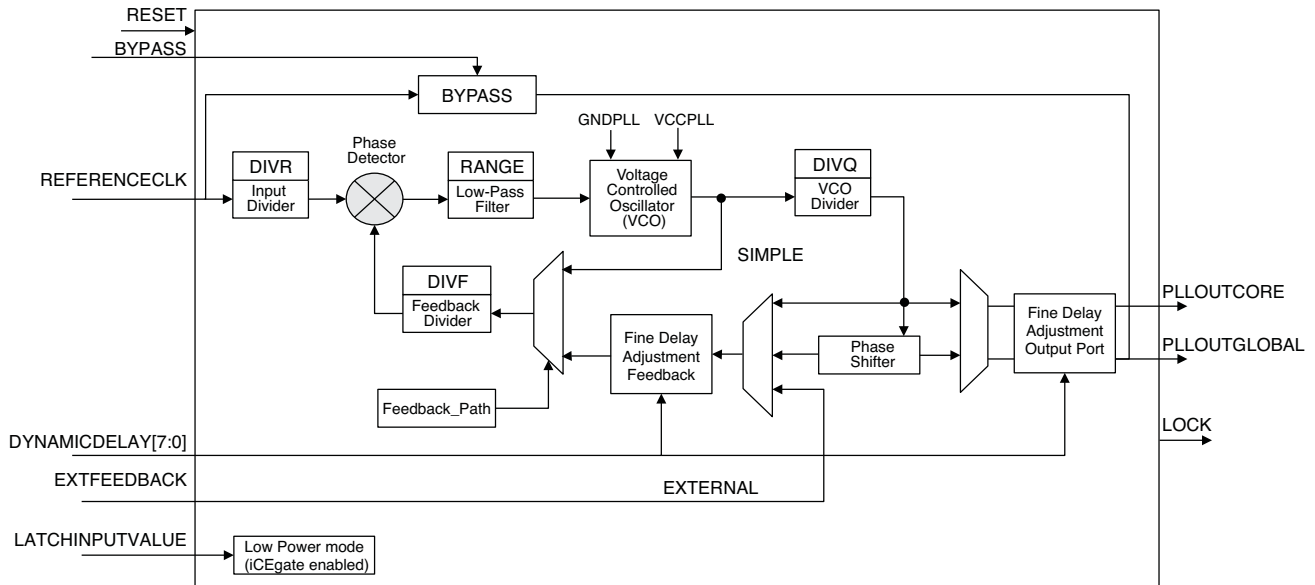 RESET
BYPASS
BYPASS
GNDPLL
VCCPLL
Phase
Detector
DIVR
Input
Divider
RANGE
Low-Pass
Filter
Voltage
Controlled
Oscillator
(VCO)
DIVQ
VCO
Divider
REFERENCECLK
SIMPLE
DIVF
Feedback
Divider
Fine Delay
Adjustment
Feedback
Phase
Shifter
Fine Delay
Adjustment
Output Port
PLLOUTCORE
PLLOUTGLOBAL
Feedback_Path
DYNAMICDELAY[7:0]
LOCK
EXTFEEDBACK
EXTERNAL
LATCHINPUTVALUE
Low Power mode
(iCEgate enabled)